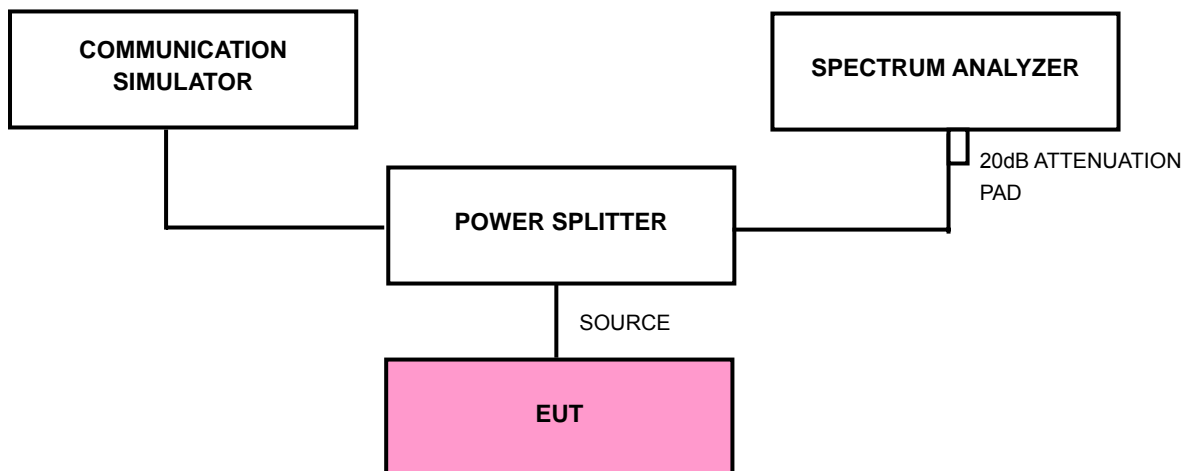 COMMUNICATION
SIMULATOR
SPECTRUM ANALYZER
20dB ATTENUATION
PAD
POWER SPLITTER
SOURCE
EUT